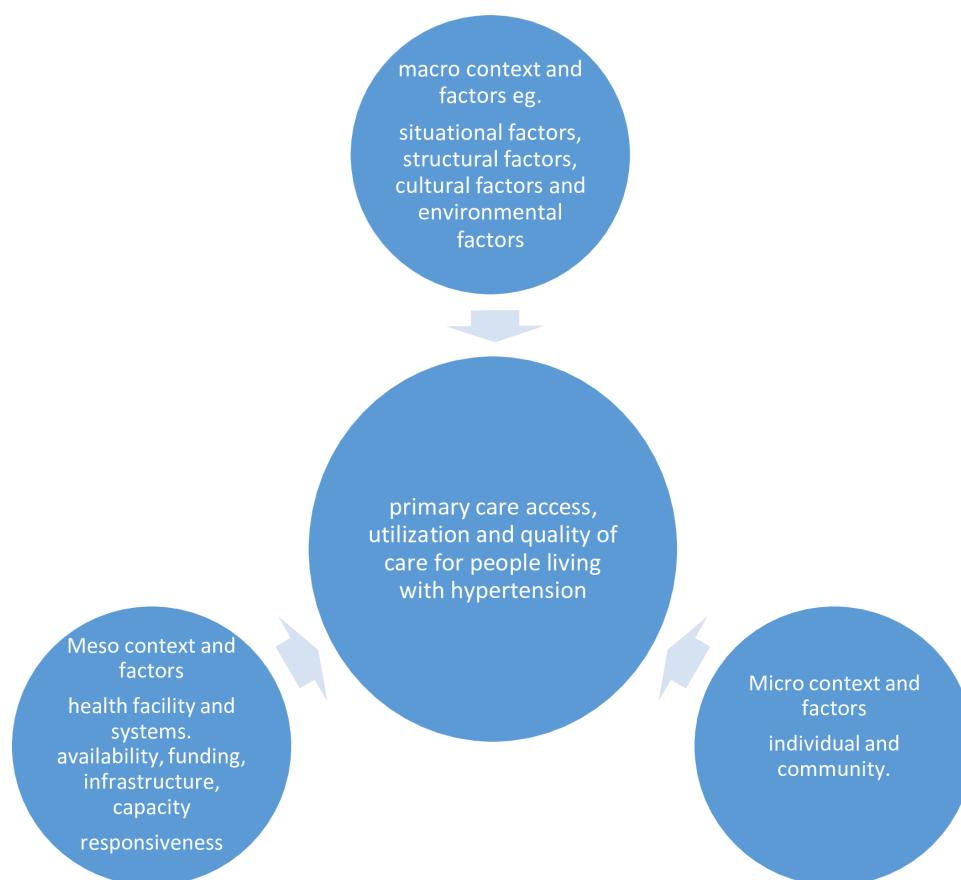 macro context and
factors eg.
situational factors,
structural factors,
cultural factors and
environmental
factors
primary care access,
utilization and quality of
care for people living
with hypertension
Meso context and
factors
health facility and
systems.
availability, funding,
infrastructure,
capacity
responsiveness
Micro context and
factors
individual and
community.